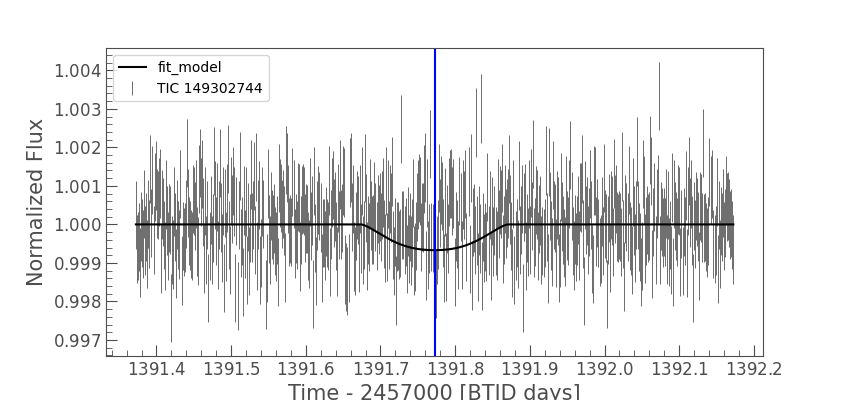 fit_model
TIC 149302744
1.004
1.003
1.002
1.001
1.000
0.999
0.998
0.997
Normalized Flux
1391.4 1391.5 1391.6 1391.7 1391.8 1391.9 1392.0 1392.1 1392.2
Time - 2457000 [BTJD days]